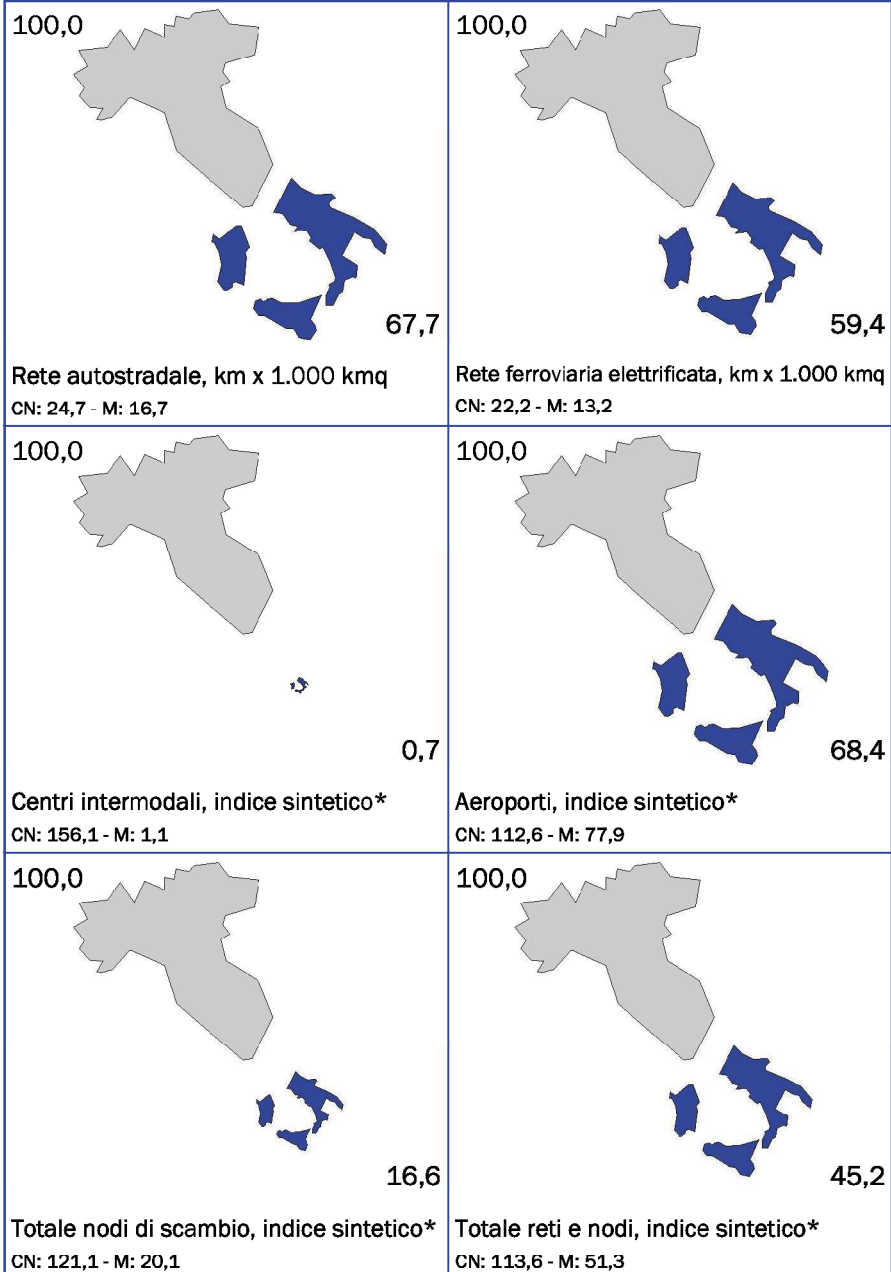 100,0
67,7
Rete autostradale, km x 1.000 kmq
CN: 24,7 - M: 16,7
100,0
59,4
Rete ferroviaria elettrificata, km x 1.000 kmq
CN: 22,2 - M: 13,2
100,0
0,7
Centri intermodali, indice sintetico*
CN: 156,1 - M: 1,1
100,0
68,4
Aeroporti, indice sintetico*
CN: 112,6 - M: 77,9
100,0
16,6
Totale nodi di scambio, indice sintetico*
CN: 121,1 - M: 20,1
100,0
45,2
Totale reti e nodi, indice sintetico*
CN: 113,6 - M: 51,3